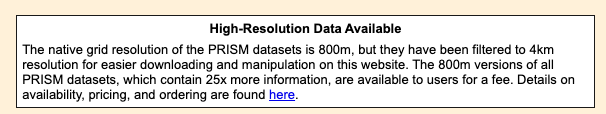 High-Resolution Data Available
The native grid resolution of the PRISM datasets is 800m, but they have been filtered to 4km
resolution for easier downloading and manipulation on this website. The 800m versions of all
PRISM datasets, which contain 25x more information, are available to users for a fee. Details on
availability, pricing, and ordering are found here.